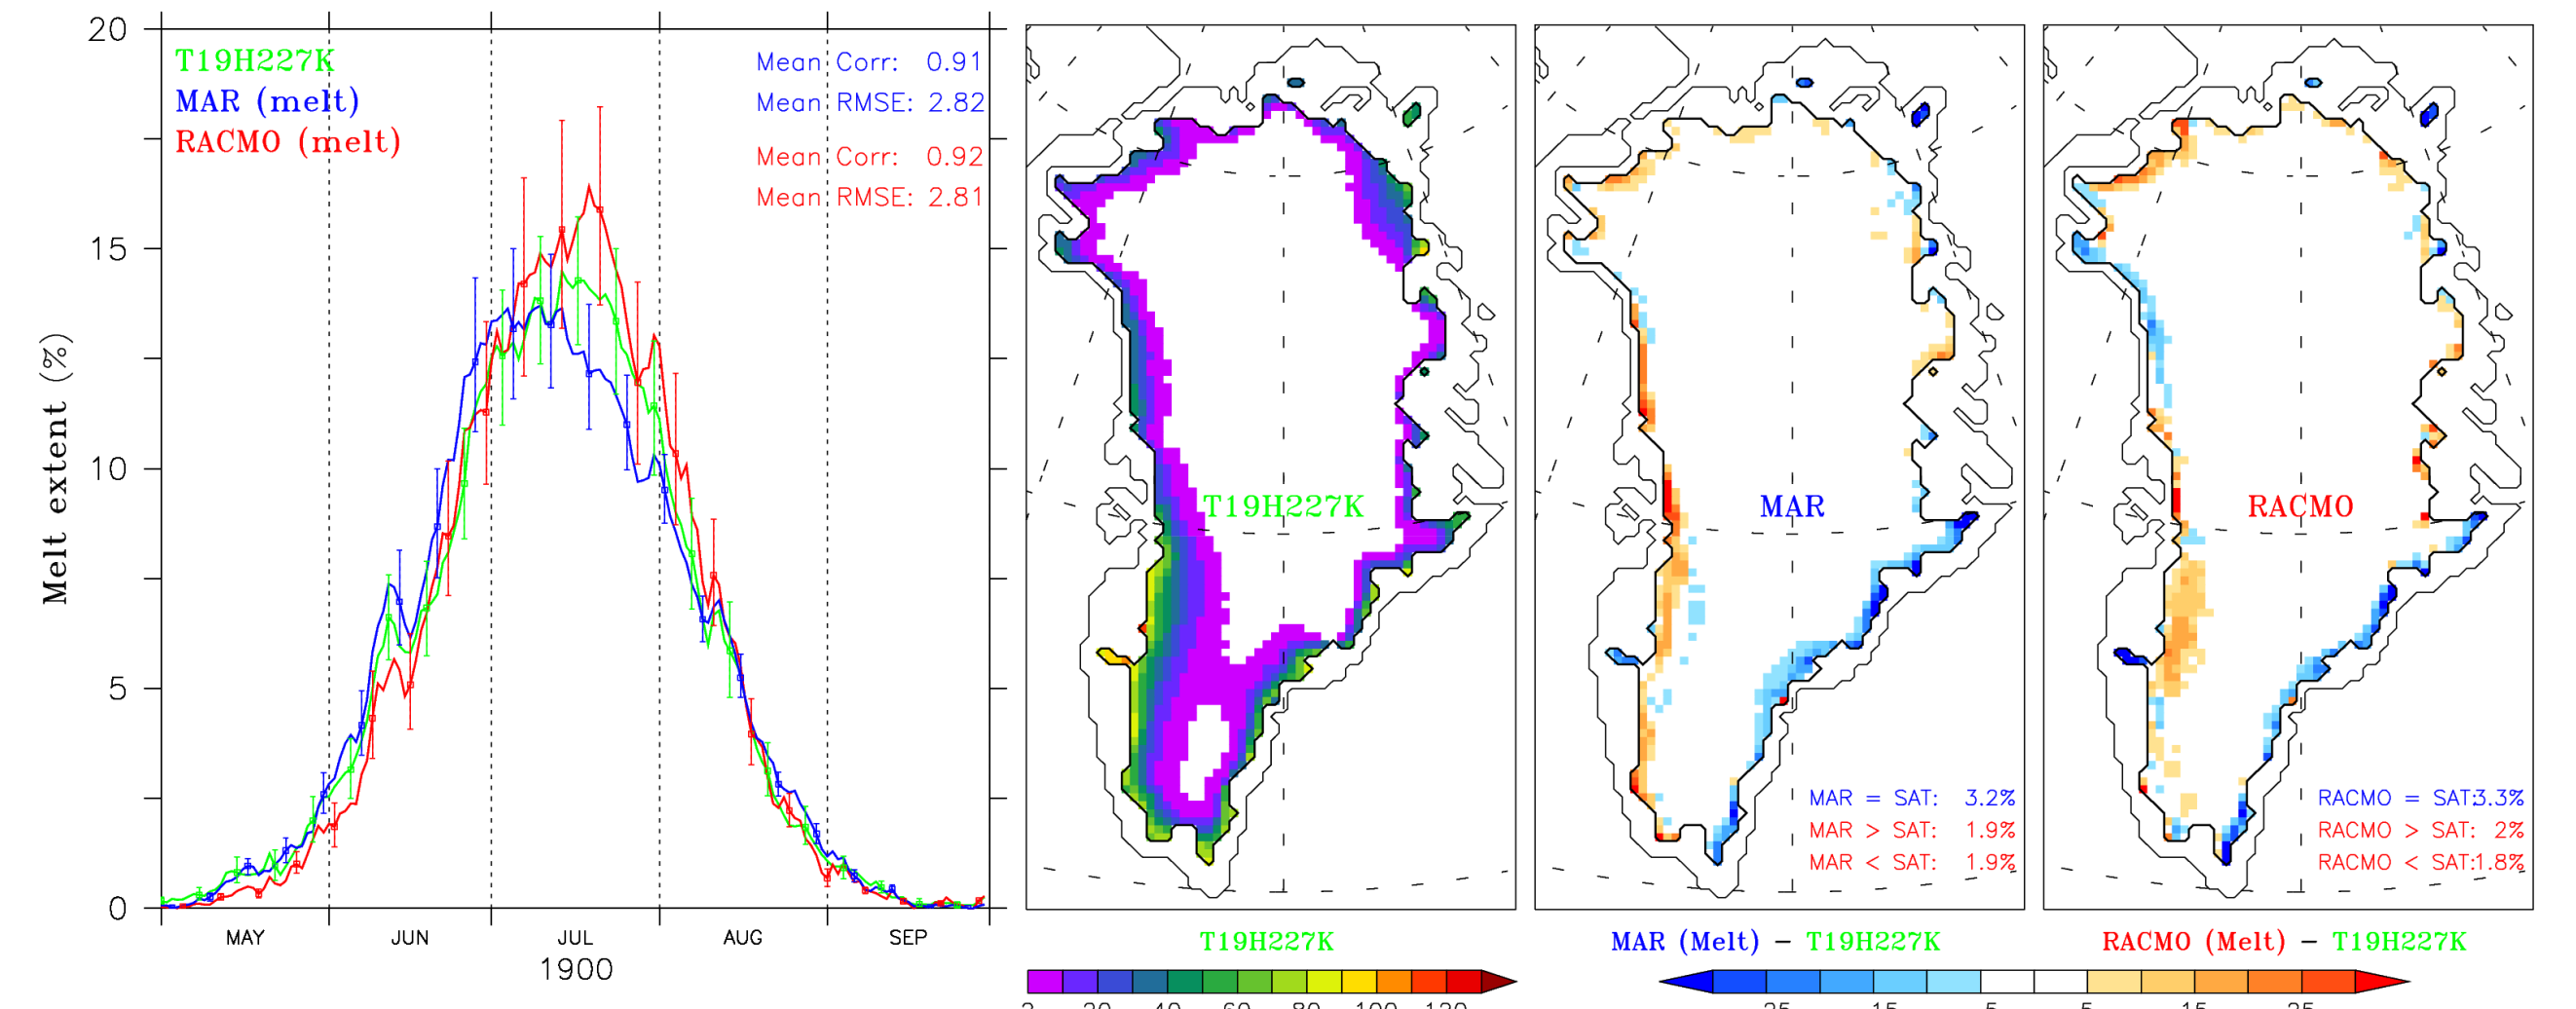 20
15
10
5
0
Melt extent (%)
T19H227K
MAR (melt)
RACMO (melt)
Mean Corr: 0.91
Mean RMSE: 2.82
Mean Corr: 0.92
Mean RMSE: 2.81
MAY JUN JUL AUG SEP
1900
T19H227K
T19H227K
MAR
MAR = SAT: 3.2%
MAR > SAT: 1.9%
MAR < SAT: 1.9%
MAR (Melt) – T19H227K
RACMO
RACMO = SAT:3.3%
RACMO > SAT: 2%
RACMO < SAT:1.8%
RACMO (Melt) – T19H227K